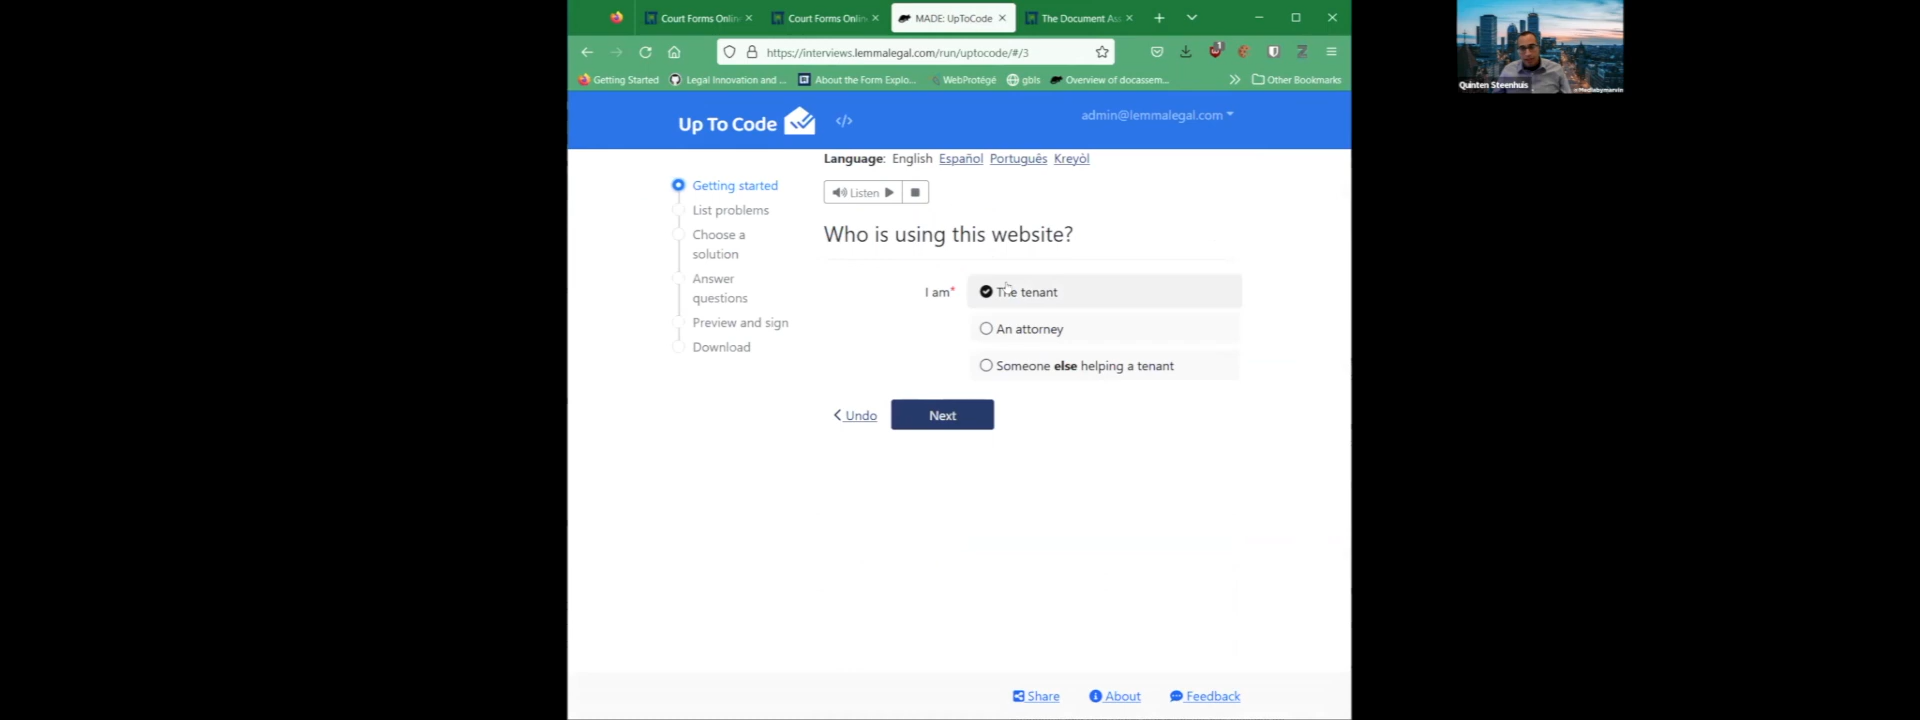 Court Forms Onlin
Court Forms Onlin
MADE: UpToCode
The Document As
https://interviews.lemmalegal.com/run/uptocode/#/3
Getting Started
Legal Innovation and ...
About the Form Explo...
WebProtégé
gbls
Overview of docassem...
Other Bookmarks
Quinten Steenhuis
Up To Code
</>
admin@lemmalegal.com
Language: English Español Português Kreyòl
Listen
Getting started
List problems
Choose a
solution
Answer
questions
Preview and sign
Download
Who is using this website?
I am*
The tenant
An attorney
Someone else helping a tenant
Undo
Next
Share
About
Feedback